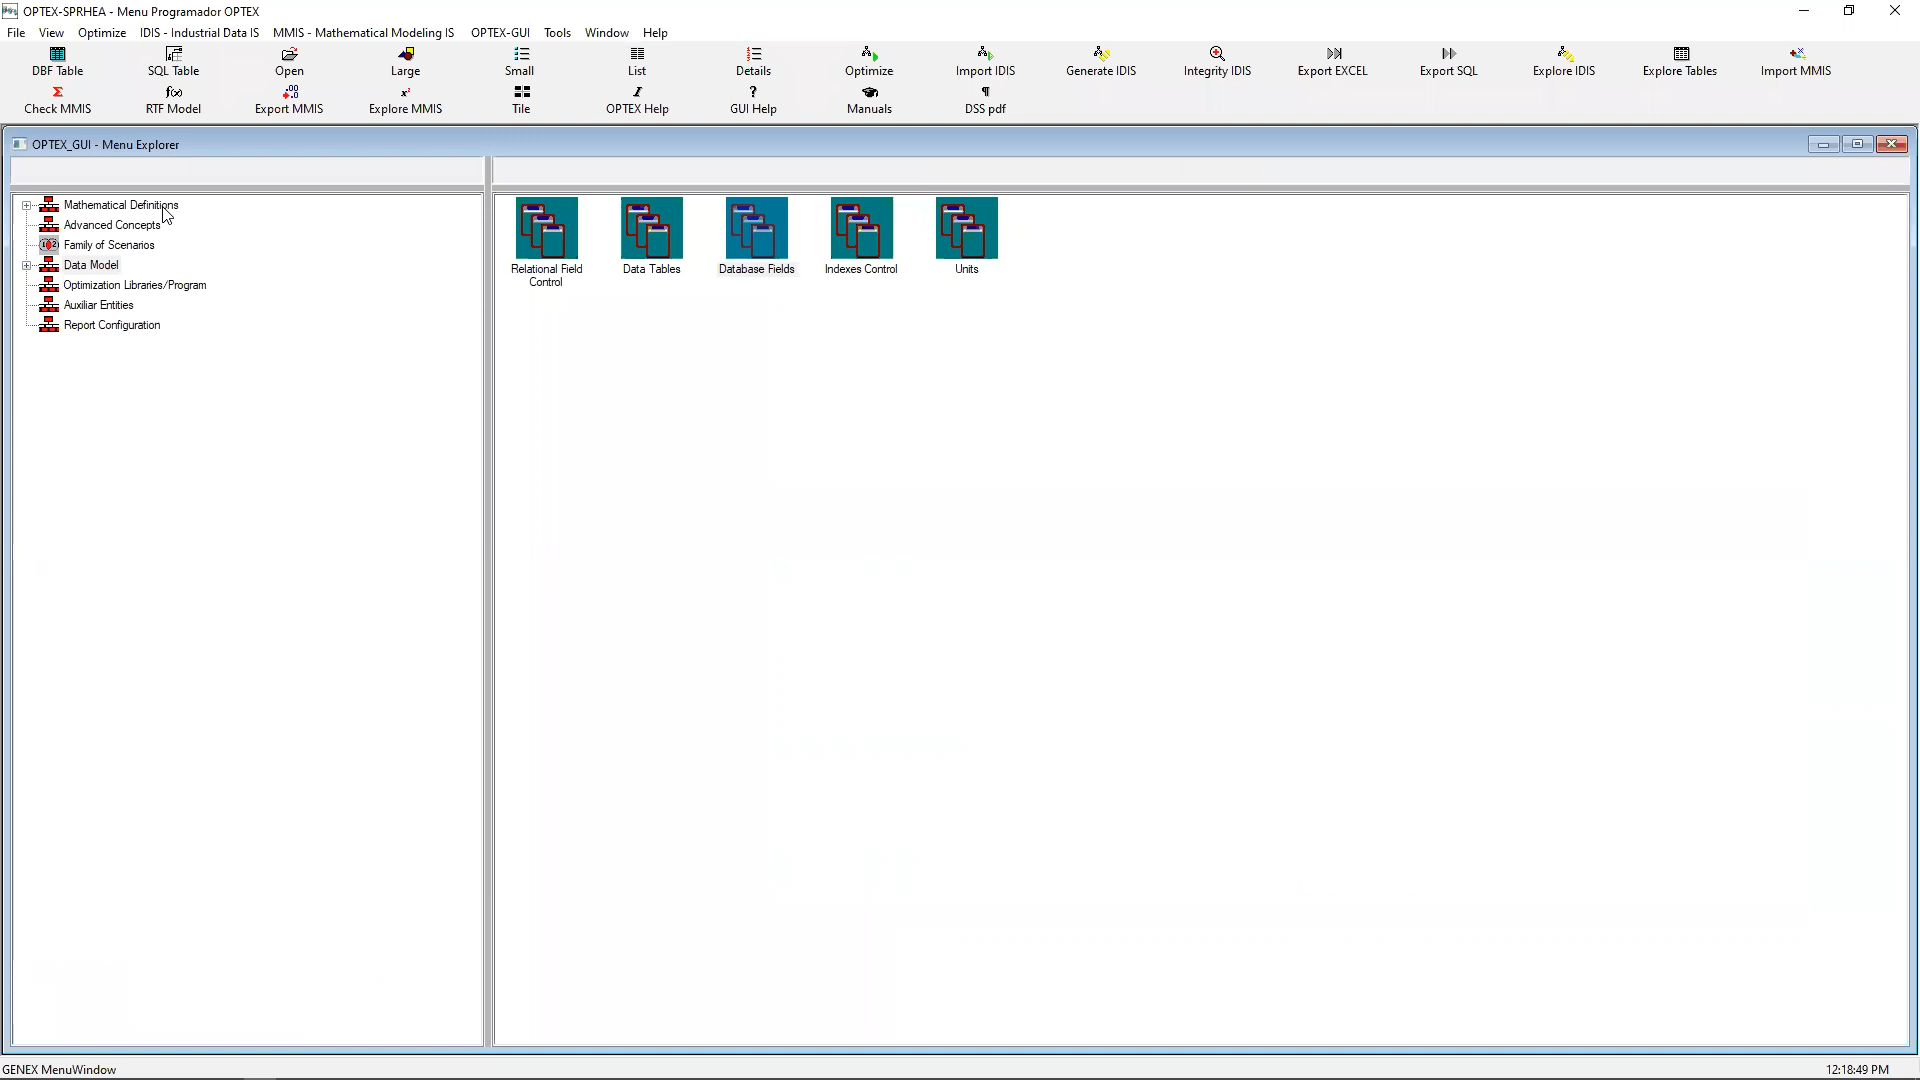 OPTEX-SPRHEA - Menu Programador OPTEX
File View Optimize IDIS - Industrial Data IS MMIS - Mathematical Modeling IS OPTEX-GUI Tools Window Help
DBF Table SQL Table Open Large Small List Details Optimize Import IDIS Generate IDIS Integrity IDIS Export EXCEL Export SQL Explore IDIS Explore Tables Import MMIS
Check MMIS RTF Model Export MMIS Explore MMIS Tile OPTEX Help GUI Help Manuals DSS pdf
OPTEX_GUI - Menu Explorer
Mathematical Definitions
Advanced Concepts
Family of Scenarios
Data Model
Optimization Libraries/Program
Auxiliar Entities
Report Configuration
Relational Field Control
Data Tables
Database Fields
Indexes Control
Units
GENEX MenuWindow
12:18:49 PM